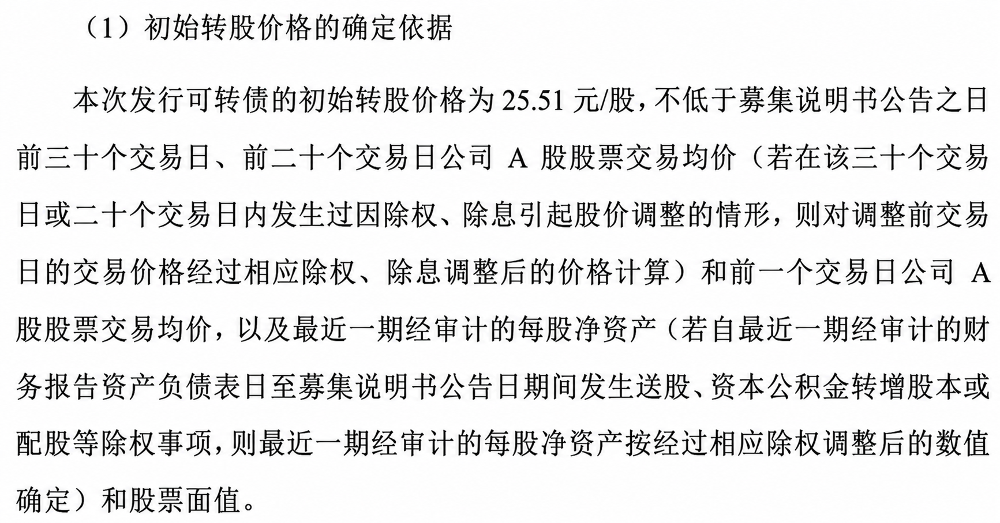 （1）初始转股价格的确定依据
本次发行可转债的初始转股价格为 25.51 元/股，不低于募集说明书公告之日
前三十个交易日、前二十个交易日公司 A 股股票交易均价（若在该三十个交易
日或二十个交易日内发生过因除权、除息引起股价调整的情形，则对调整前交易
日的交易价格经过相应除权、除息调整后的价格计算）和前一个交易日公司 A
股股票交易均价，以及最近一期经审计的每股净资产（若自最近一期经审计的财
务报告资产负债表日至募集说明书公告日期间发生送股、资本公积金转增股本或
配股等除权事项，则最近一期经审计的每股净资产按经过相应除权调整后的数值
确定）和股票面值。